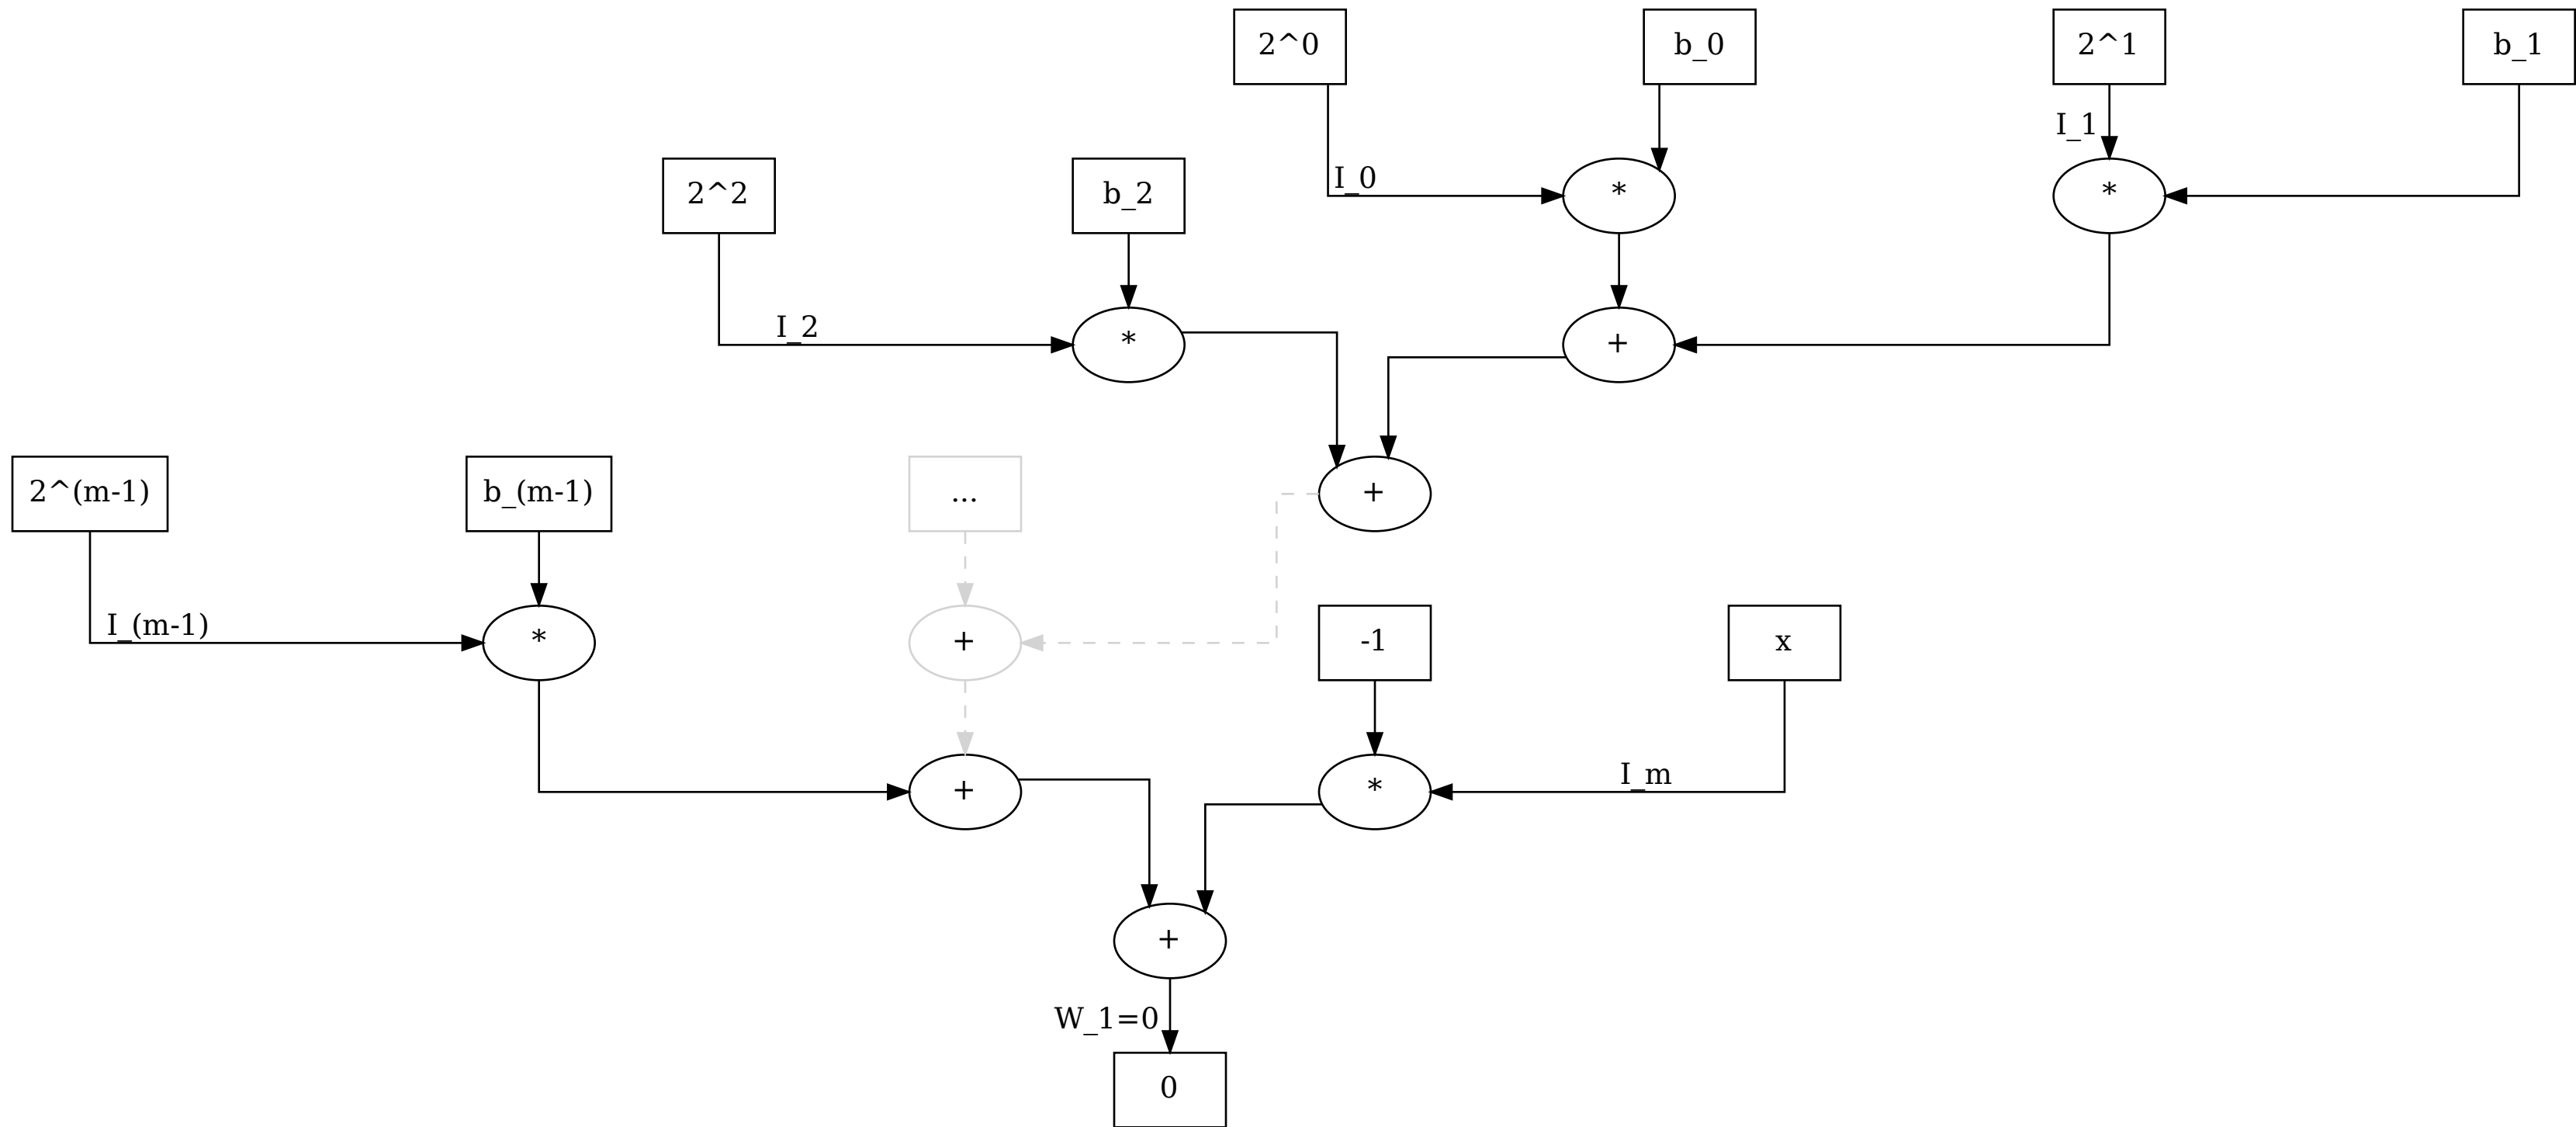 2^0
b_0
2^1
b_1
I_1
2^2
b_2
I_0
*
*
I_2
*
+
2^(m-1)
b_(m-1)
...
+
I_(m-1)
*
+
-1
x
+
*
I_m
+
W_1=0
0